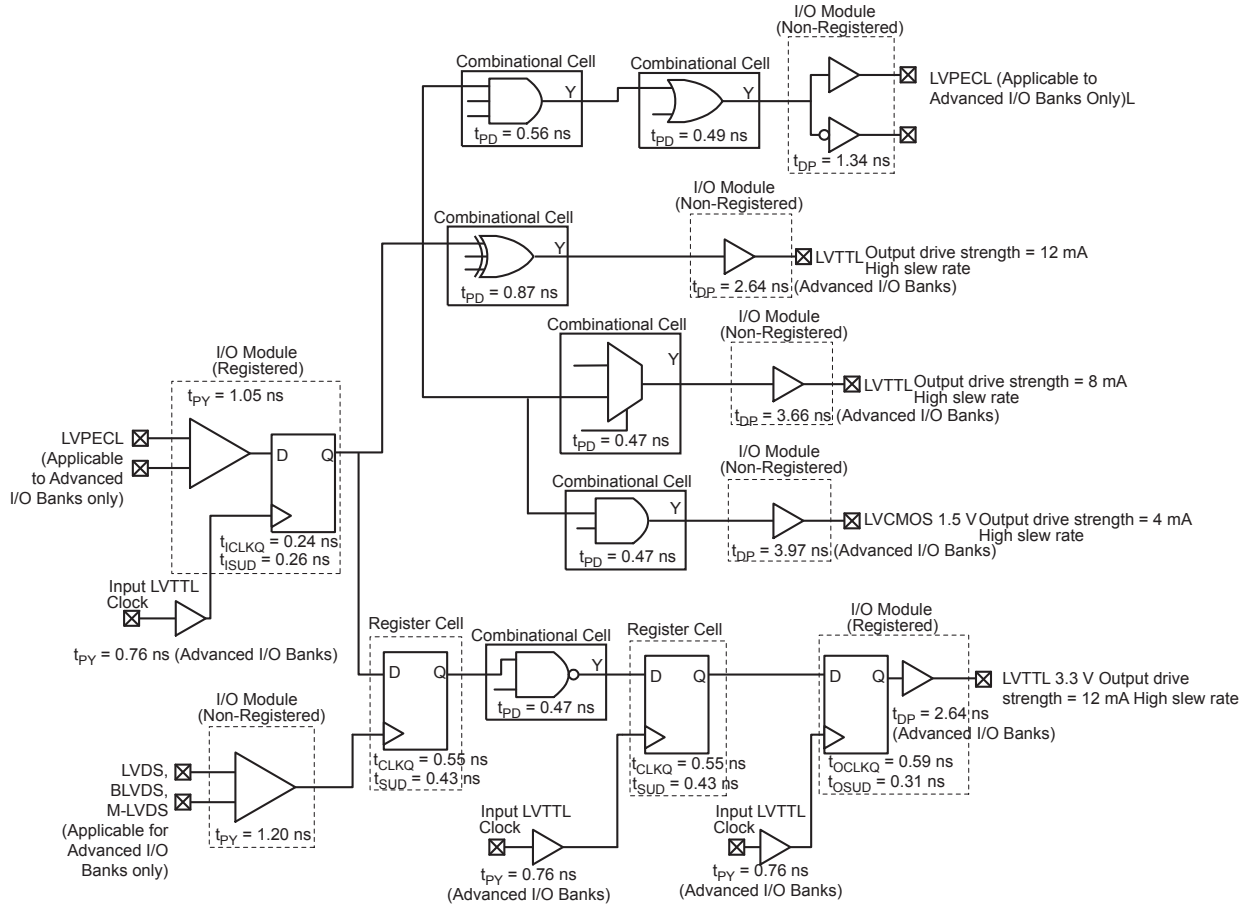 I/O Module
(Non-Registered)
Combinational Cell
Y
tPD = 0.56 ns
Combinational Cell
Y
tPD = 0.49 ns
tDP = 1.34 ns
LVPECL (Applicable to
Advanced I/O Banks Only)L
I/O Module
(Non-Registered)
Combinational Cell
Y
tPD = 0.87 ns
tDP = 2.64 ns (Advanced I/O Banks)
LVTTL Output drive strength = 12 mA
High slew rate
Combinational Cell
Y
tPD = 0.47 ns
I/O Module
(Non-Registered)
tDP = 3.66 ns (Advanced I/O Banks)
LVTTL Output drive strength = 8 mA
High slew rate
I/O Module
(Registered)
tPY = 1.05 ns
LVPECL
(Applicable
to Advanced
I/O Banks only)
D
Q
tICLKQ = 0.24 ns
tISUD = 0.26 ns
Input LVTTL
Clock
tPY = 0.76 ns (Advanced I/O Banks)
Combinational Cell
Y
tPD = 0.47 ns
I/O Module
(Non-Registered)
tDP = 3.97 ns (Advanced I/O Banks)
LVCMOS 1.5 V Output drive strength = 4 mA
High slew rate
I/O Module
(Non-Registered)
LVDS,
BLVDS,
M-LVDS
(Applicable for
Advanced I/O
Banks only)
tPY = 1.20 ns
Register Cell
D
Q
tCLKQ = 0.55 ns
tSUD = 0.43 ns
Combinational Cell
Y
tPD = 0.47 ns
Register Cell
D
Q
tCLKQ = 0.55 ns
tSUD = 0.43 ns
Input LVTTL
Clock
tPY = 0.76 ns
(Advanced I/O Banks)
I/O Module
(Registered)
D
Q
tDP = 2.64 ns
(Advanced I/O Banks)
tOCLKQ = 0.59 ns
tOSUD = 0.31 ns
LVTTL 3.3 V Output drive
strength = 12 mA High slew rate
Input LVTTL
Clock
tPY = 0.76 ns
(Advanced I/O Banks)